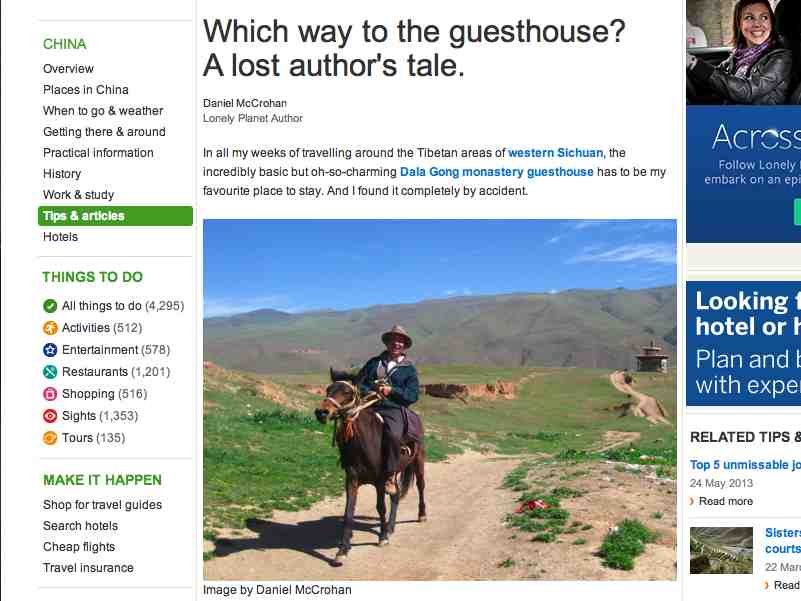 CHINA
Overview
Places in China
When to go & weather
Getting there & around
Practical information
History
Work & study
Tips & articles
Hotels
THINGS TO DO
All things to do (4,295)
Activities (512)
Entertainment (578)
Restaurants (1,201)
Shopping (516)
Sights (1,353)
Tours (135)
MAKE IT HAPPEN
Shop for travel guides
Search hotels
Cheap flights
Travel insurance
Which way to the guesthouse?
A lost author's tale.
Daniel McCrohan
Lonely Planet Author
In all my weeks of travelling around the Tibetan areas of western Sichuan, the
incredibly basic but oh-so-charming Dala Gong monastery guesthouse has to be my
favourite place to stay. And I found it completely by accident.
Image by Daniel McCrohan
Across
Follow Lonely
embark on an epi
Looking f
hotel or h
Plan and b
with exper
RELATED TIPS &
Top 5 unmissable jo
24 May 2013
Read more
Sisters
courts
22 Marc
Read